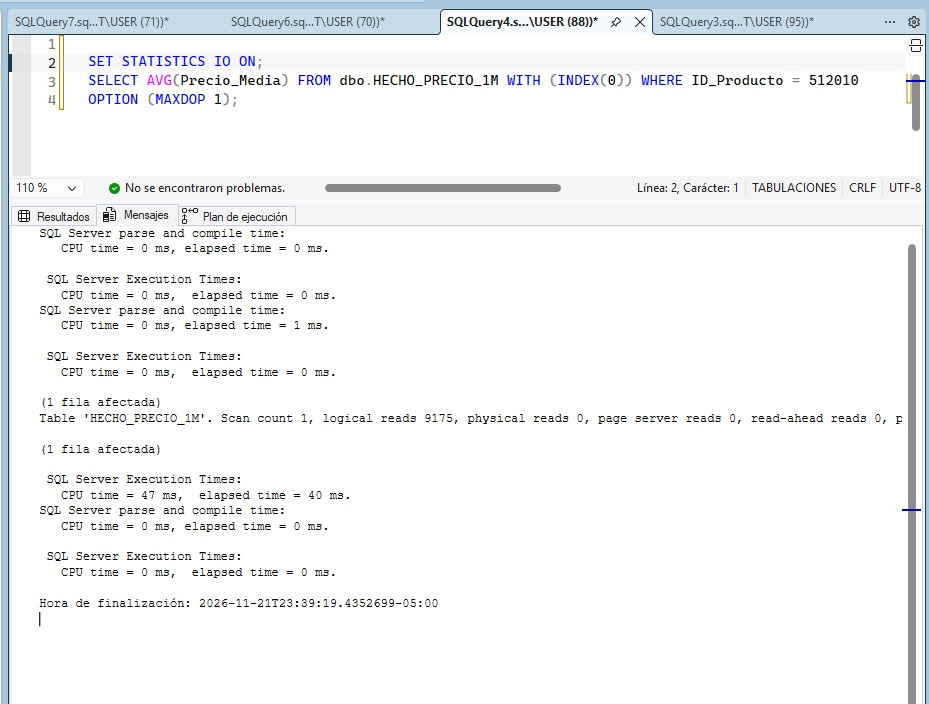 SQLQuery7.sq...T\USER (71))*
SQLQuery6.sq...T\USER (70))*
SQLQuery4.s...\USER (88))*
SQLQuery3.sq...T\USER (95))*
1
2 SET STATISTICS IO ON;
3 SELECT AVG(Precio_Media) FROM dbo.HECHO_PRECIO_1M WITH (INDEX(0)) WHERE ID_Producto = 512010
4 OPTION (MAXDOP 1);
110 % No se encontraron problemas. Línea: 2, Carácter: 1 TABULACIONES CRLF UTF-8
Resultados Mensajes Plan de ejecución
SQL Server parse and compile time:
CPU time = 0 ms, elapsed time = 0 ms.
SQL Server Execution Times:
CPU time = 0 ms,  elapsed time = 0 ms.
SQL Server parse and compile time:
CPU time = 0 ms, elapsed time = 1 ms.
SQL Server Execution Times:
CPU time = 0 ms,  elapsed time = 0 ms.
(1 fila afectada)
Table 'HECHO_PRECIO_1M'. Scan count 1, logical reads 9175, physical reads 0, page server reads 0, read-ahead reads 0, p
(1 fila afectada)
SQL Server Execution Times:
CPU time = 47 ms,  elapsed time = 40 ms.
SQL Server parse and compile time:
CPU time = 0 ms, elapsed time = 0 ms.
SQL Server Execution Times:
CPU time = 0 ms,  elapsed time = 0 ms.
Hora de finalización: 2026-11-21T23:39:19.4352699-05:00